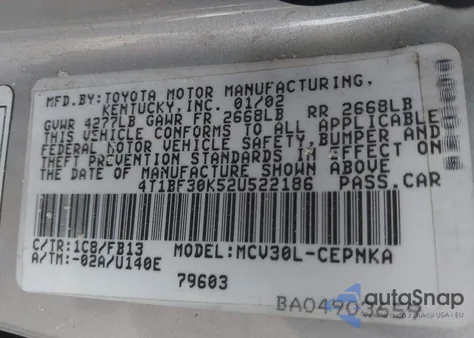 MFD.BY:TOYOTA MOTOR MANUFACTURING,
KENTUCKY,INC. 01/02
GVWR 4277LB GAWR FR 2668LB RR 2668LB
THIS VEHICLE CONFORMS TO ALL APPLICABLE
FEDERAL MOTOR VEHICLE SAFETY, BUMPER AND
THEFT PREVENTION STANDARDS IN EFFECT ON
THE DATE OF MANUFACTURE SHOWN ABOVE
4T1BF30K52U522186 PASS.CAR
C/TR:1C8/FB13 MODEL:MCV30L-CEPNKA
A/TM:-02A/U140E
79603
BA049036
autoSnap